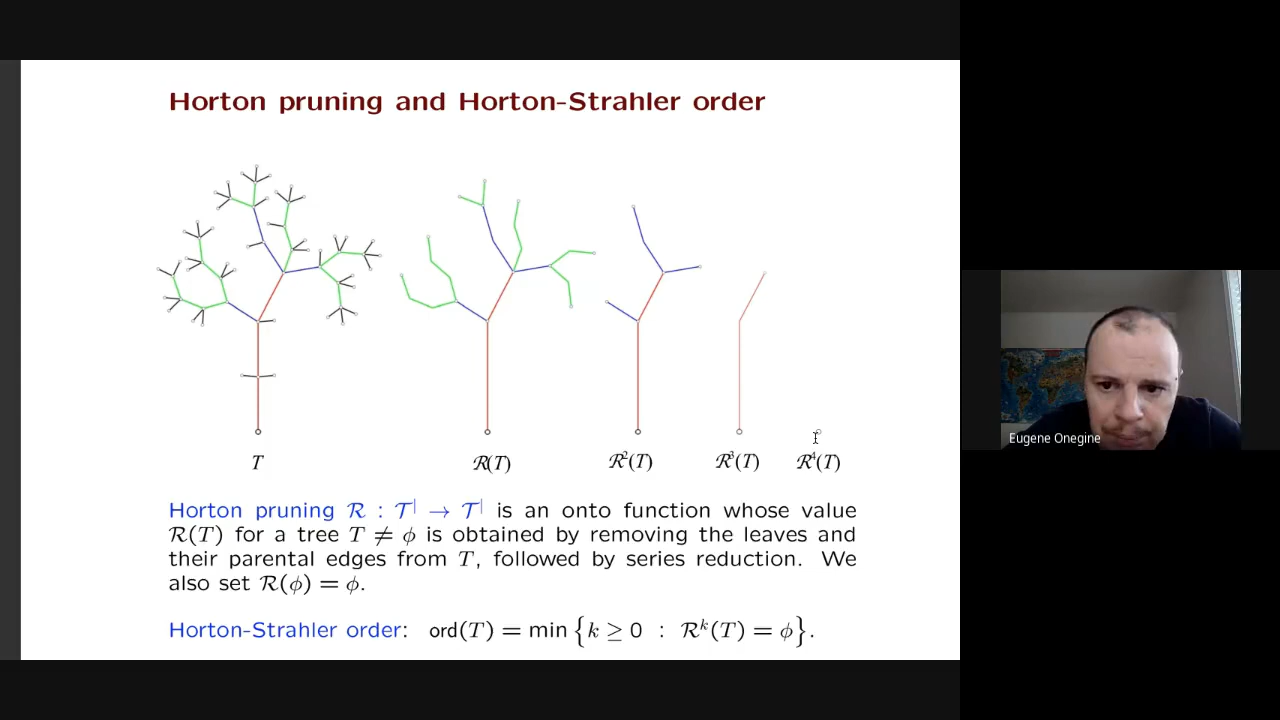 Horton pruning and Horton-Strahler order
T
ℛ(T)
ℛ²(T)
ℛ³(T)
ℛ⁴(T)
Eugene Onegine
Horton pruning ℛ : 𝒯| → 𝒯| is an onto function whose value
ℛ(T) for a tree T ≠ ϕ is obtained by removing the leaves and
their parental edges from T, followed by series reduction. We
also set ℛ(ϕ) = ϕ.
Horton-Strahler order: ord(T) = min {k ≥ 0 : ℛᵏ(T) = ϕ}.